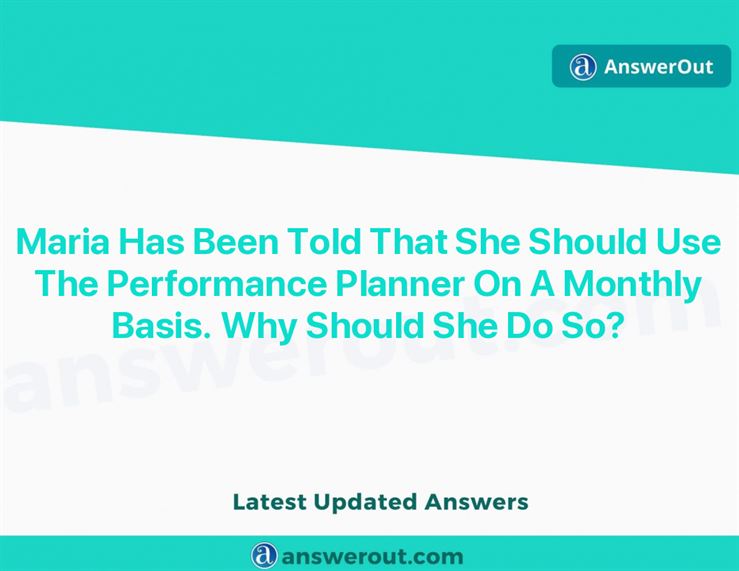 AnswerOut
Maria Has Been Told That She Should Use
The Performance Planner On A Monthly
Basis. Why Should She Do So?
answerout.com
Latest Updated Answers
answerout.com